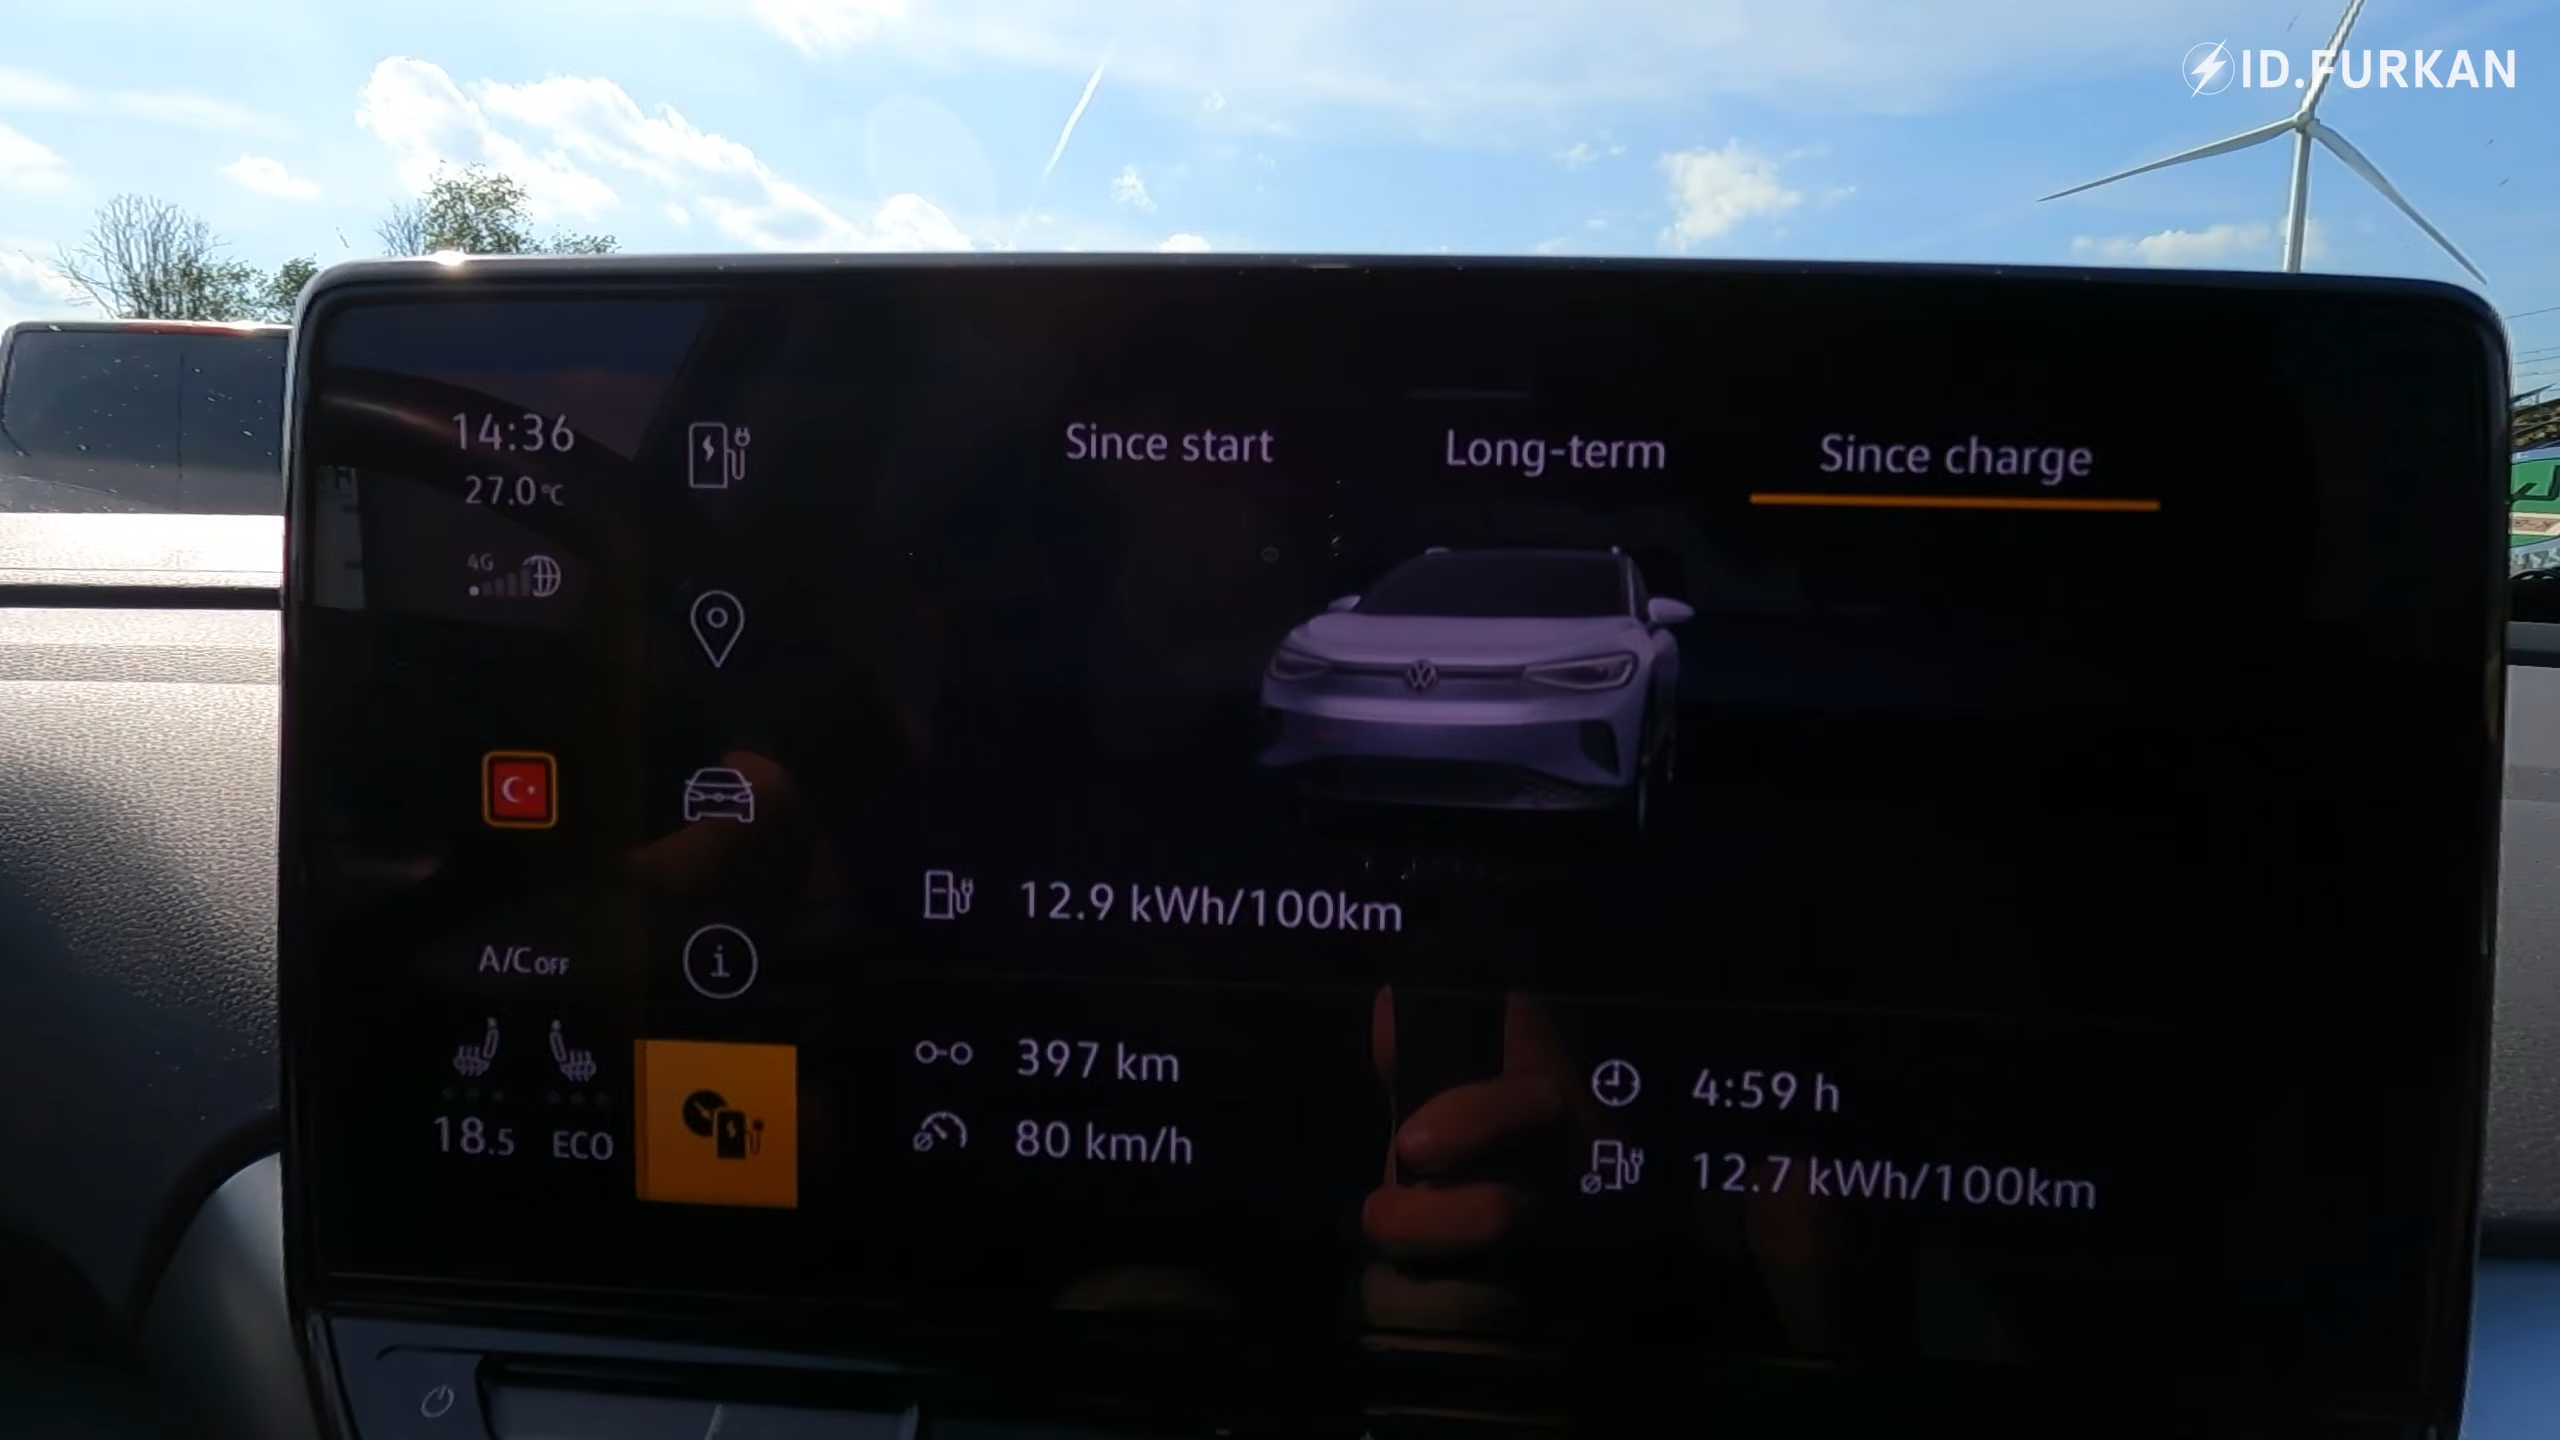 ID.FURKAN
14:36
27.0°C
4G
Since start
Long-term
Since charge
12.9 kWh/100km
A/C OFF
i
397 km
4:59 h
80 km/h
12.7 kWh/100km
18.5
ECO